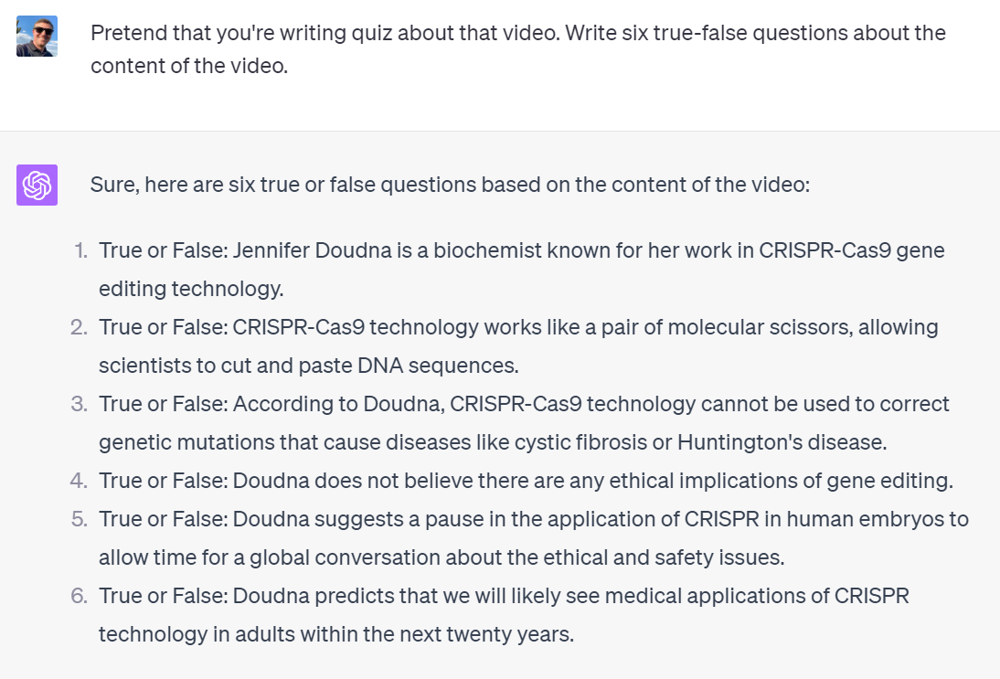 Pretend that you're writing quiz about that video. Write six true-false questions about the
content of the video.
Sure, here are six true or false questions based on the content of the video:
1. True or False: Jennifer Doudna is a biochemist known for her work in CRISPR-Cas9 gene
editing technology.
2. True or False: CRISPR-Cas9 technology works like a pair of molecular scissors, allowing
scientists to cut and paste DNA sequences.
3. True or False: According to Doudna, CRISPR-Cas9 technology cannot be used to correct
genetic mutations that cause diseases like cystic fibrosis or Huntington's disease.
4. True or False: Doudna does not believe there are any ethical implications of gene editing.
5. True or False: Doudna suggests a pause in the application of CRISPR in human embryos to
allow time for a global conversation about the ethical and safety issues.
6. True or False: Doudna predicts that we will likely see medical applications of CRISPR
technology in adults within the next twenty years.